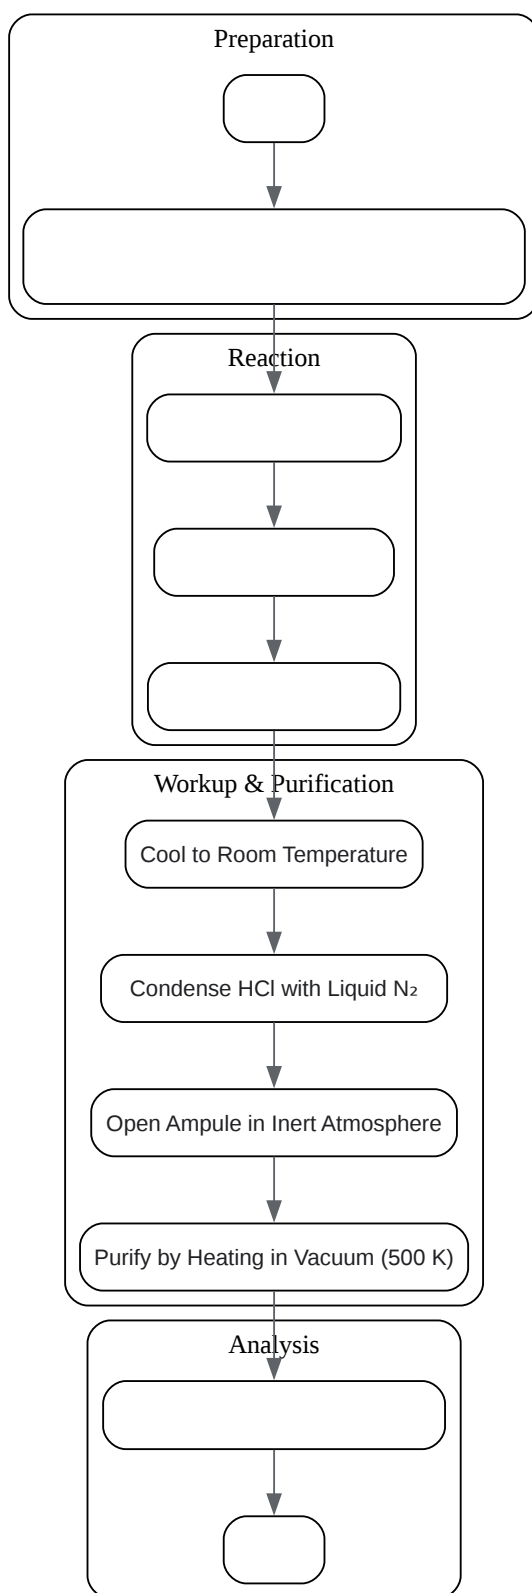 Preparation
Reaction
Workup & Purification
Cool to Room Temperature
Condense HCl with Liquid N₂
Open Ampule in Inert Atmosphere
Purify by Heating in Vacuum (500 K)
Analysis